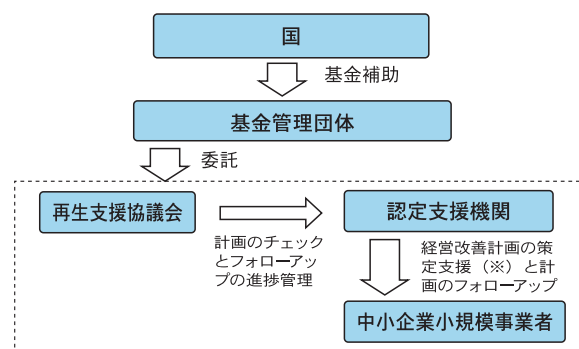 国
基金補助
基金管理団体
委託
再生支援協議会
計画のチェック
とフォローアッ
プの進捗管理
認定支援機関
経営改善計画の策
定支援（※）と計
画のフォローアップ
中小企業小規模事業者